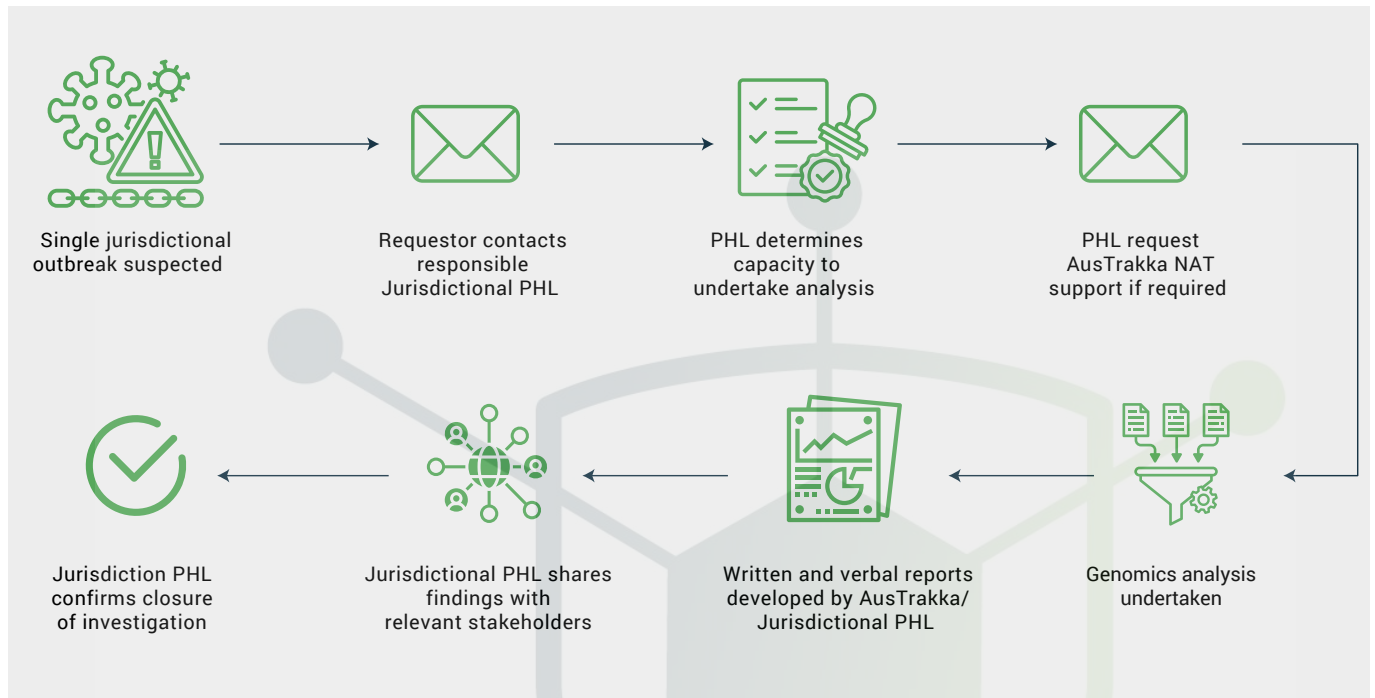 Single jurisdictional
outbreak suspected
Requestor contacts
responsible
Jurisdictional PHL
PHL determines
capacity to
undertake analysis
PHL request
AusTrakka NAT
support if required
Genomics analysis
undertaken
Written and verbal reports
developed by AusTrakka/
Jurisdictional PHL
Jurisdictional PHL shares
findings with
relevant stakeholders
Jurisdiction PHL
confirms closure
of investigation